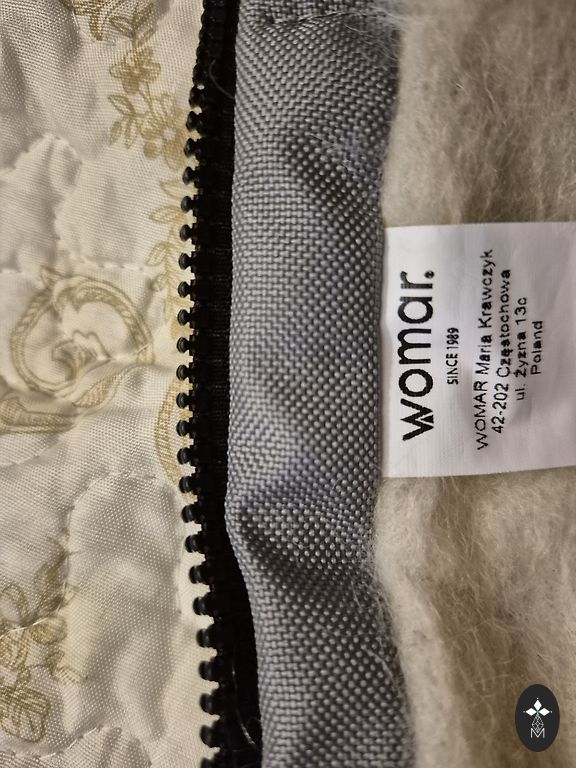 womar.
SINCE 1989
WOMAR Maria Krawczyk
42-202 Częstochowa
ul. Żyzna 13c
Poland
M